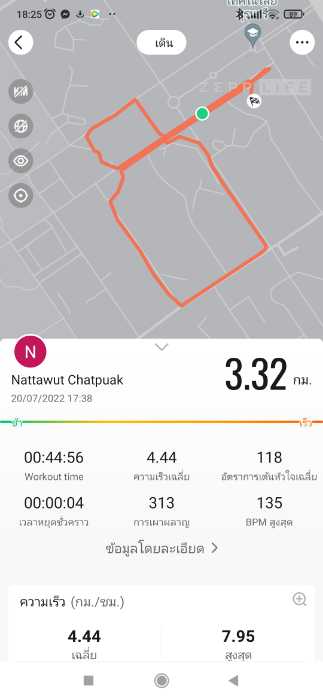 18:25
เดิน
ZEPP LIFE
N
Nattawut Chatpuak
20/07/2022 17:38
3.32 กม.
ช้า เร็ว
00:44:56 4.44 118
Workout time ความเร็วเฉลี่ย อัตราการเต้นหัวใจเฉลี่ย
00:00:04 313 135
เวลาหยุดชั่วคราว การเผาผลาญ BPM สูงสุด
ข้อมูลโดยละเอียด
ความเร็ว (กม./ชม.)
4.44 7.95
เฉลี่ย สูงสุด